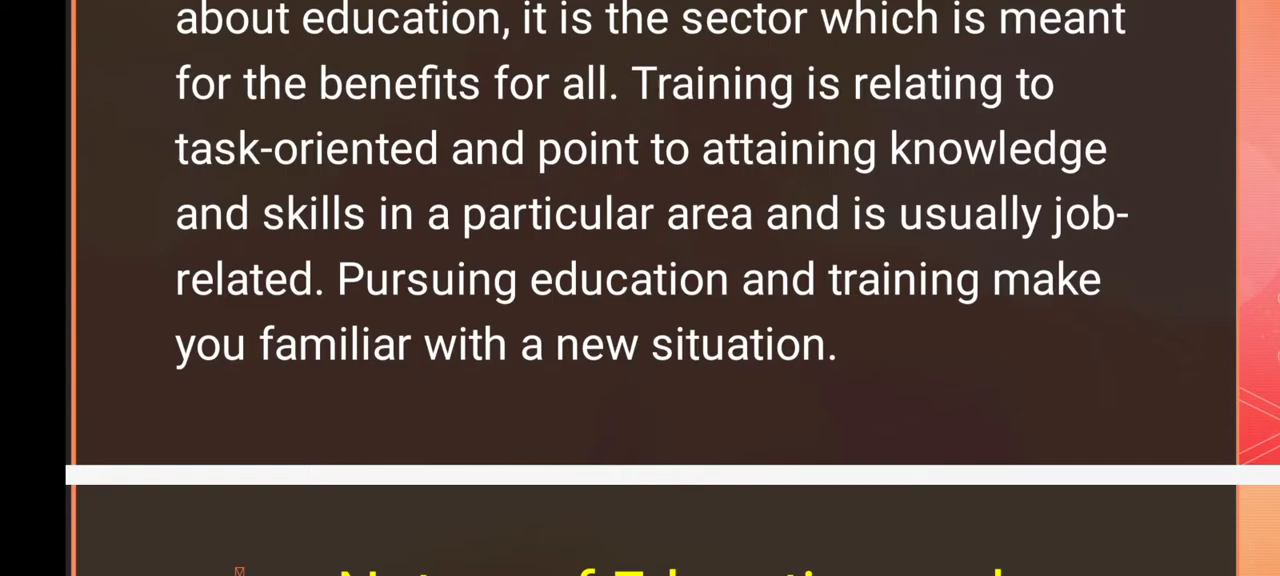 about education, it is the sector which is meant
for the benefits for all. Training is relating to
task-oriented and point to attaining knowledge
and skills in a particular area and is usually job-
related. Pursuing education and training make
you familiar with a new situation.